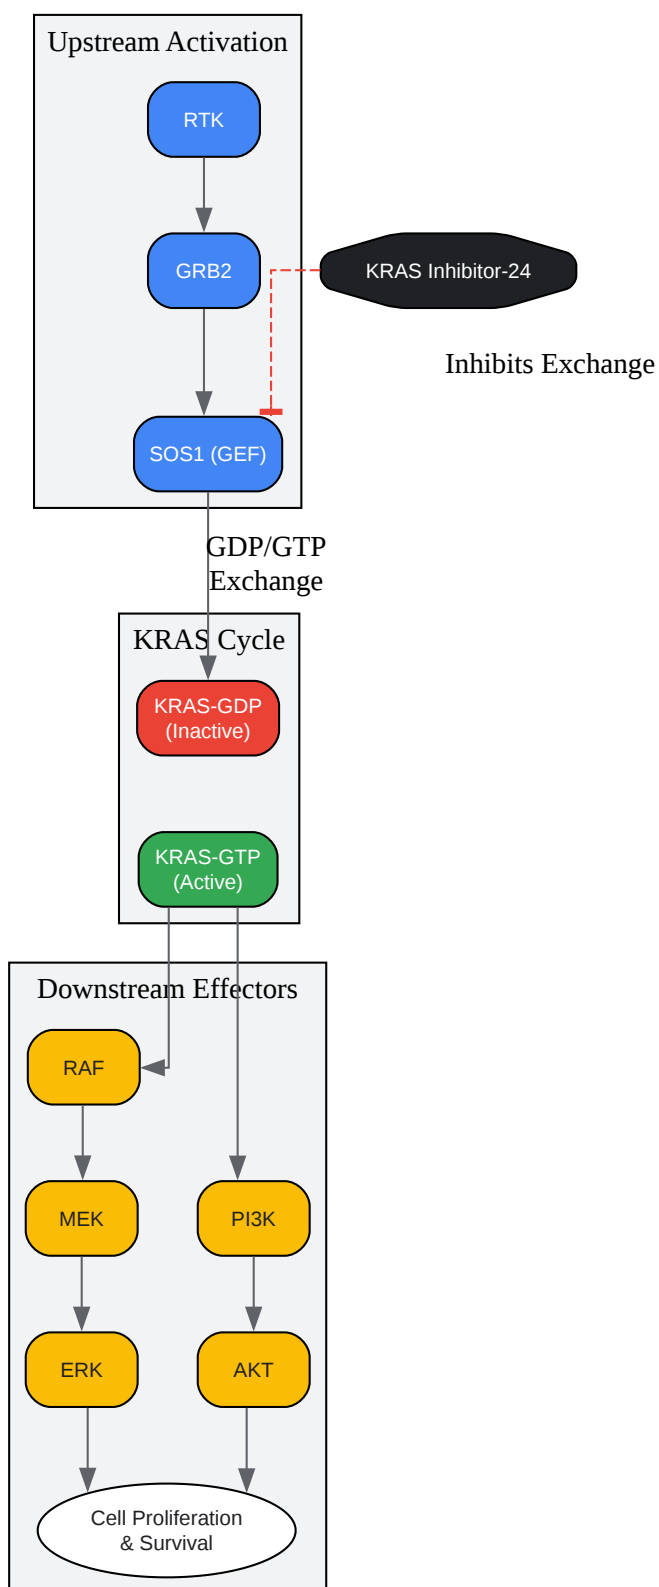 Upstream Activation
RTK
GRB2
KRAS Inhibitor-24
Inhibits Exchange
SOS1 (GEF)
GDP/GTP
Exchange
KRAS Cycle
KRAS-GDP
(Inactive)
KRAS-GTP
(Active)
Downstream Effectors
RAF
MEK
PI3K
ERK
AKT
Cell Proliferation
& Survival